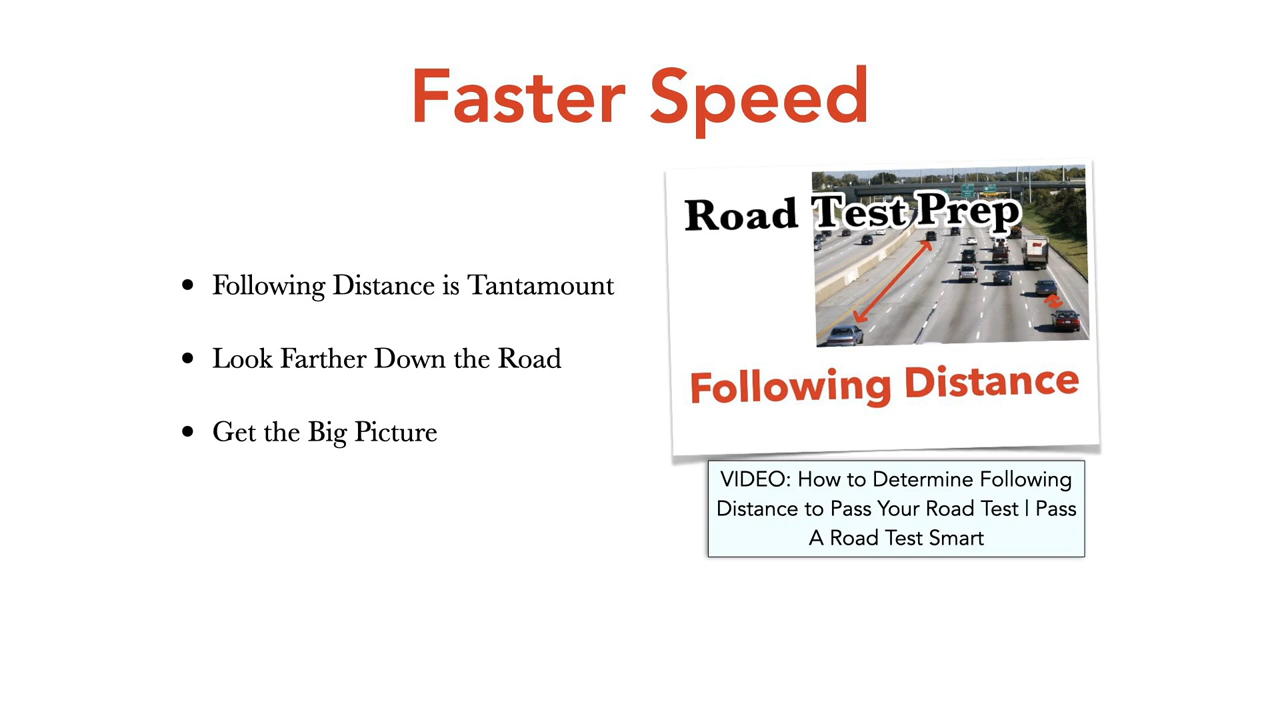 Faster Speed
Following Distance is Tantamount
Look Farther Down the Road
Get the Big Picture
Road Test Prep
Following Distance
VIDEO: How to Determine Following
Distance to Pass Your Road Test | Pass
A Road Test Smart